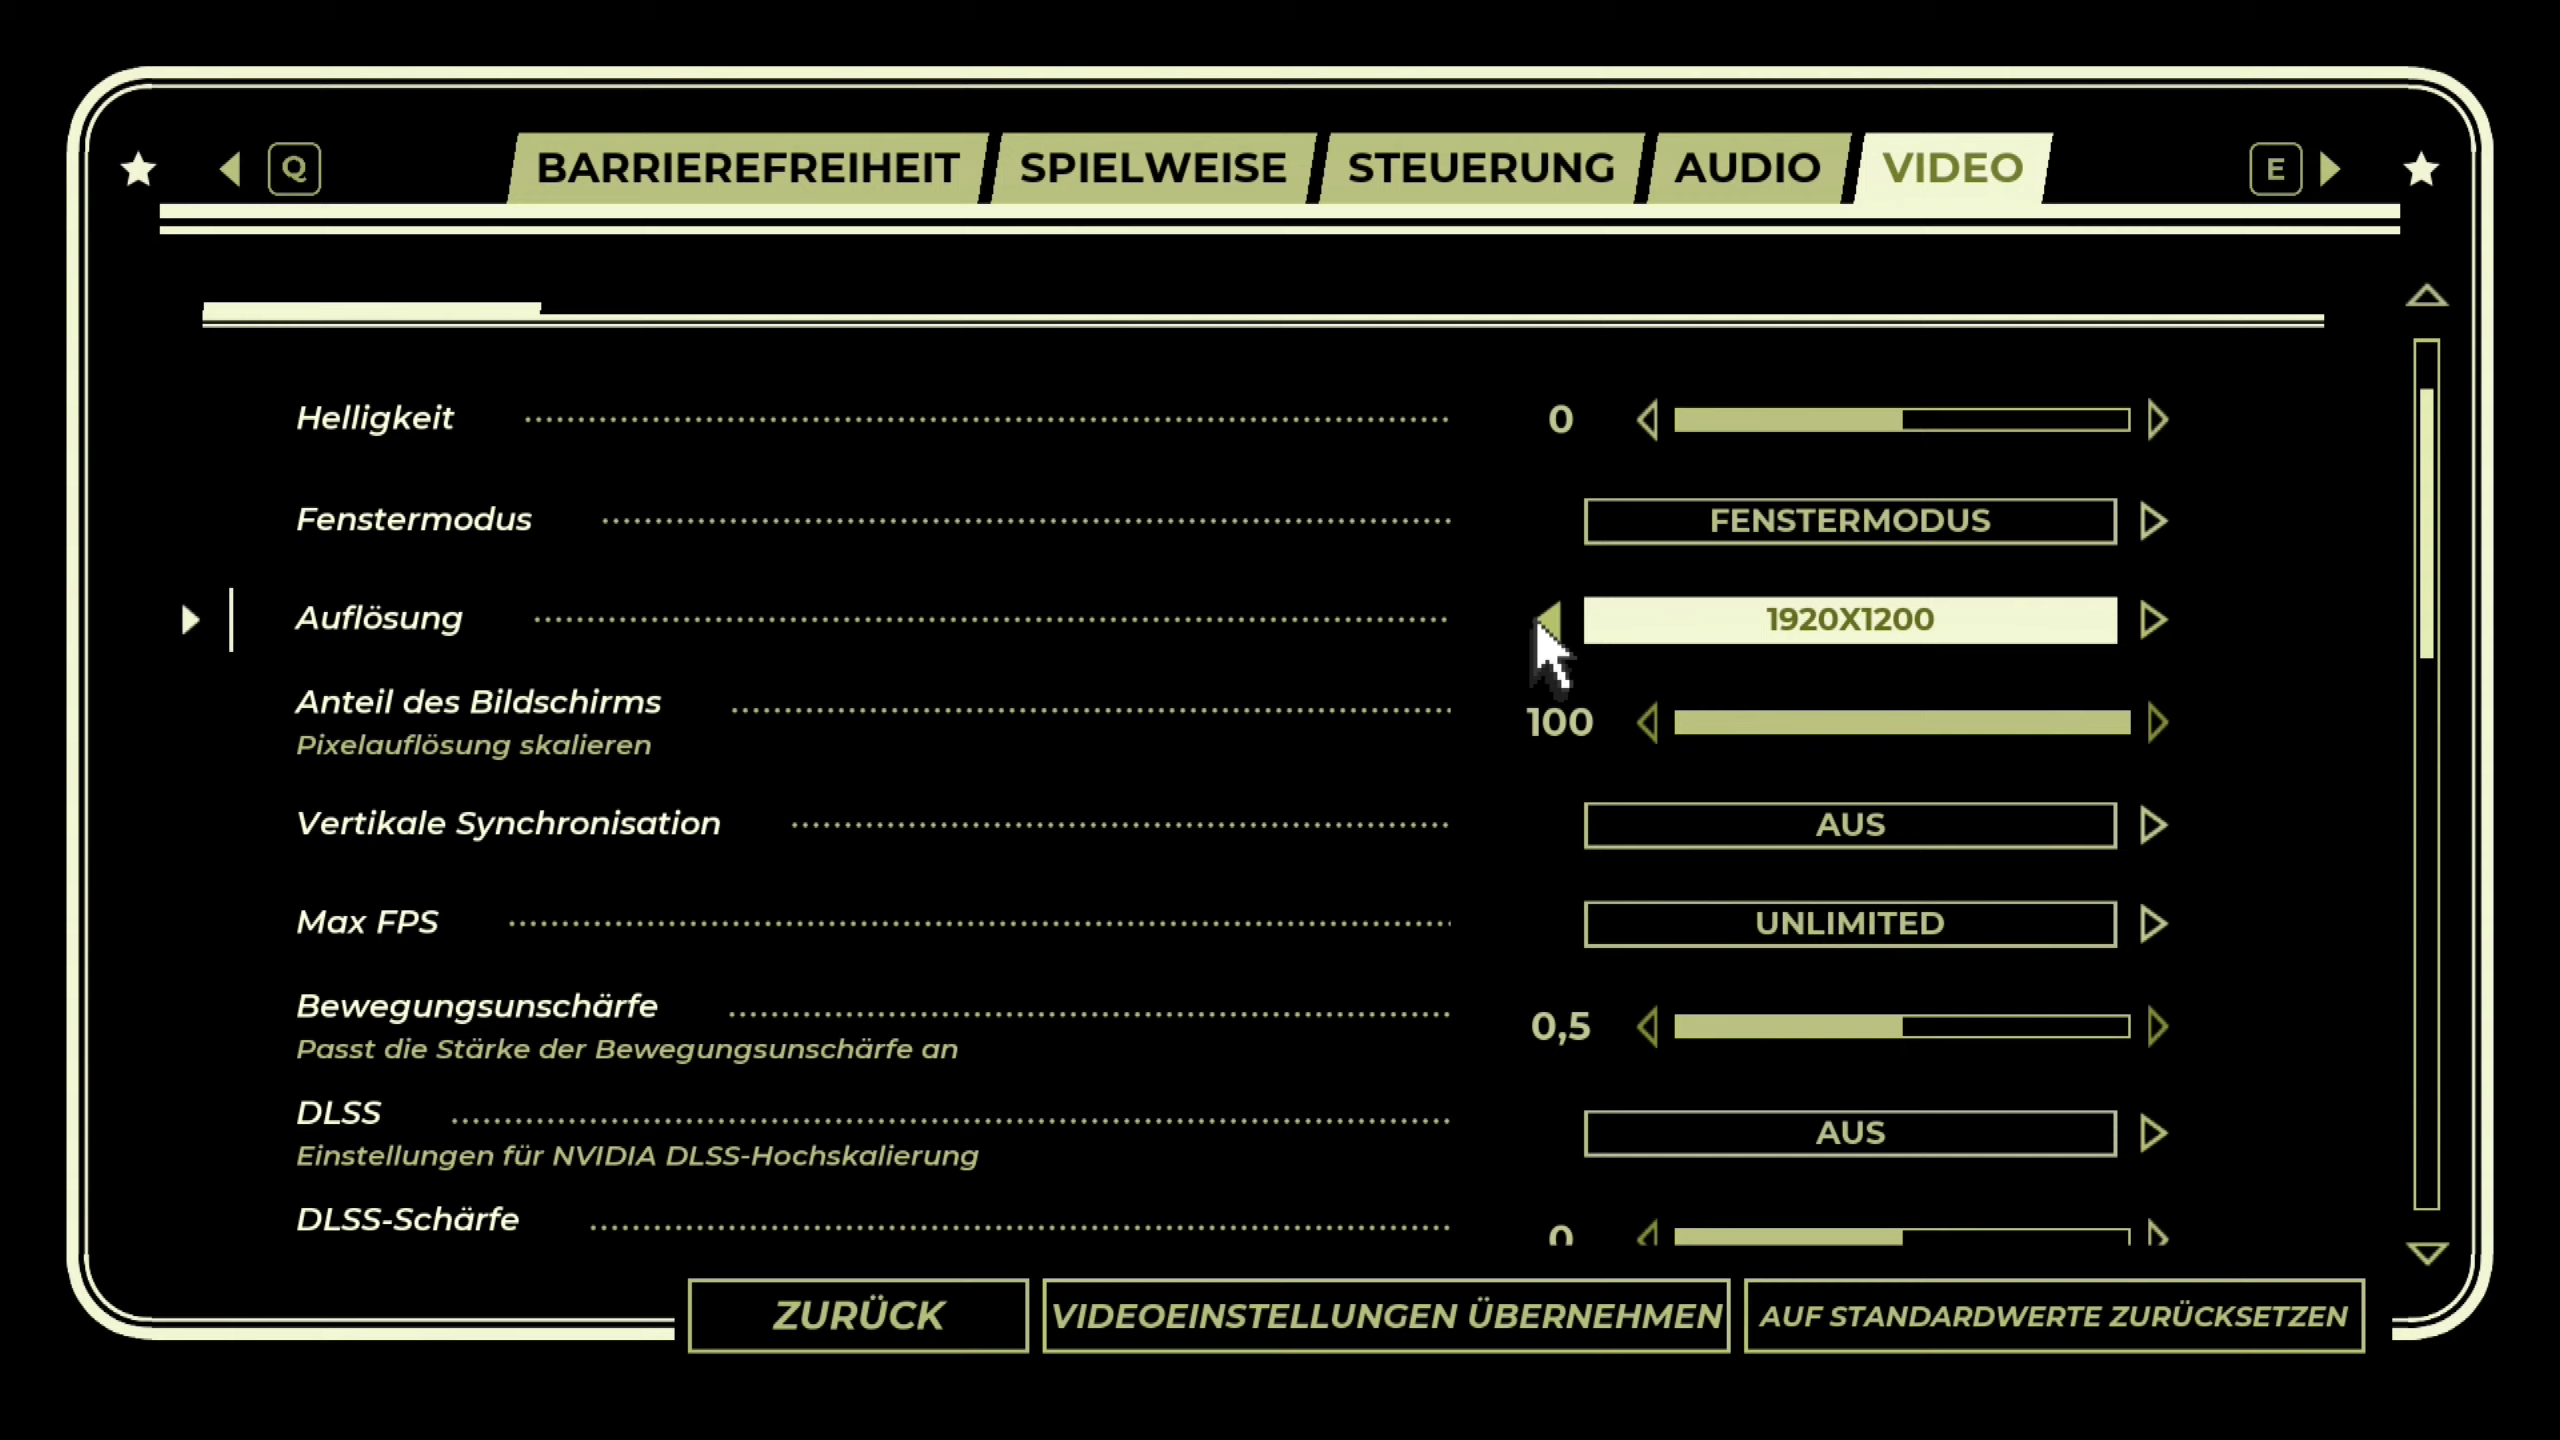 Q BARRIEREFREIHEIT SPIELWEISE STEUERUNG AUDIO VIDEO E
Helligkeit 0
Fenstermodus FENSTERMODUS
Auflösung 1920X1200
Anteil des Bildschirms 100
Pixelauflösung skalieren
Vertikale Synchronisation AUS
Max FPS UNLIMITED
Bewegungsunschärfe 0,5
Passt die Stärke der Bewegungsunschärfe an
DLSS AUS
Einstellungen für NVIDIA DLSS-Hochskalierung
DLSS-Schärfe 0
ZURÜCK VIDEOEINSTELLUNGEN ÜBERNEHMEN AUF STANDARDWERTE ZURÜCKSETZEN